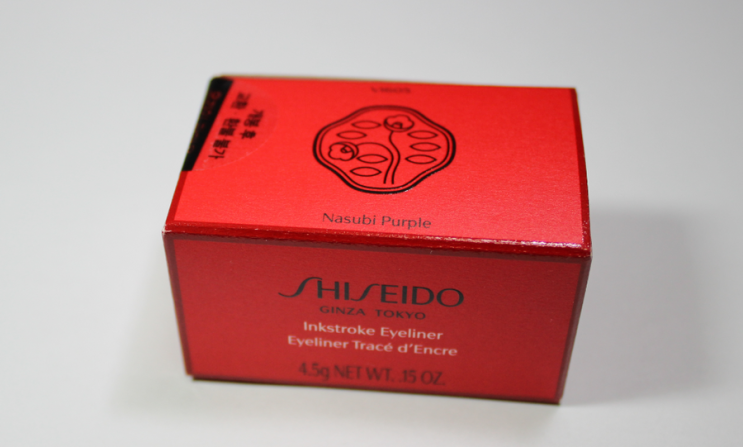 Nasubi Purple
SHISEIDO
GINZA TOKYO
Inkstroke Eyeliner
Eyeliner Tracé d'Encre
4.5g NET WT. .15 OZ.